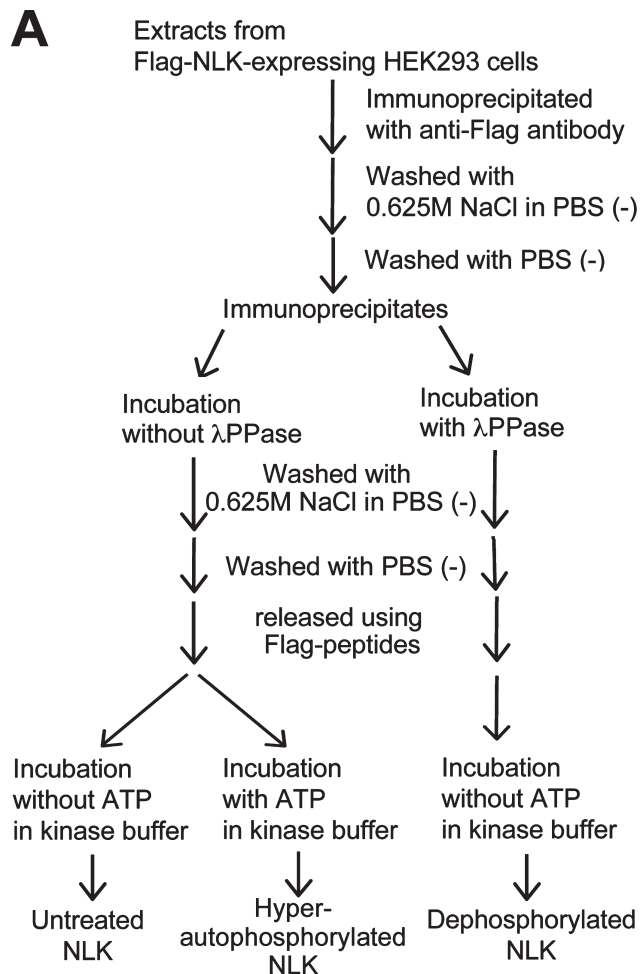 A
Extracts from
Flag-NLK-expressing HEK293 cells
Immunoprecipitated
with anti-Flag antibody
Washed with
0.625M NaCl in PBS (-)
Washed with PBS (-)
Immunoprecipitates
Incubation
without λPPase
Incubation
with λPPase
Washed with
0.625M NaCl in PBS (-)
Washed with PBS (-)
released using
Flag-peptides
Incubation
without ATP
in kinase buffer
Incubation
with ATP
in kinase buffer
Incubation
without ATP
in kinase buffer
Untreated
NLK
Hyper-
autophosphorylated
NLK
Dephosphorylated
NLK